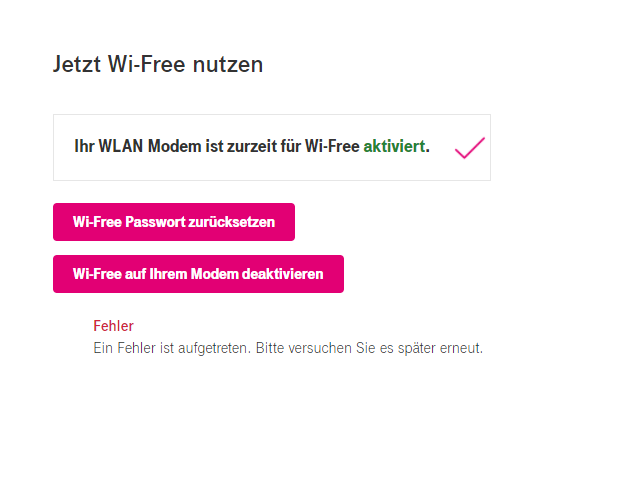 Jetzt Wi-Free nutzen
Ihr WLAN Modem ist zurzeit für Wi-Free aktiviert.
Wi-Free Passwort zurücksetzen
Wi-Free auf Ihrem Modem deaktivieren
Fehler
Ein Fehler ist aufgetreten. Bitte versuchen Sie es später erneut.